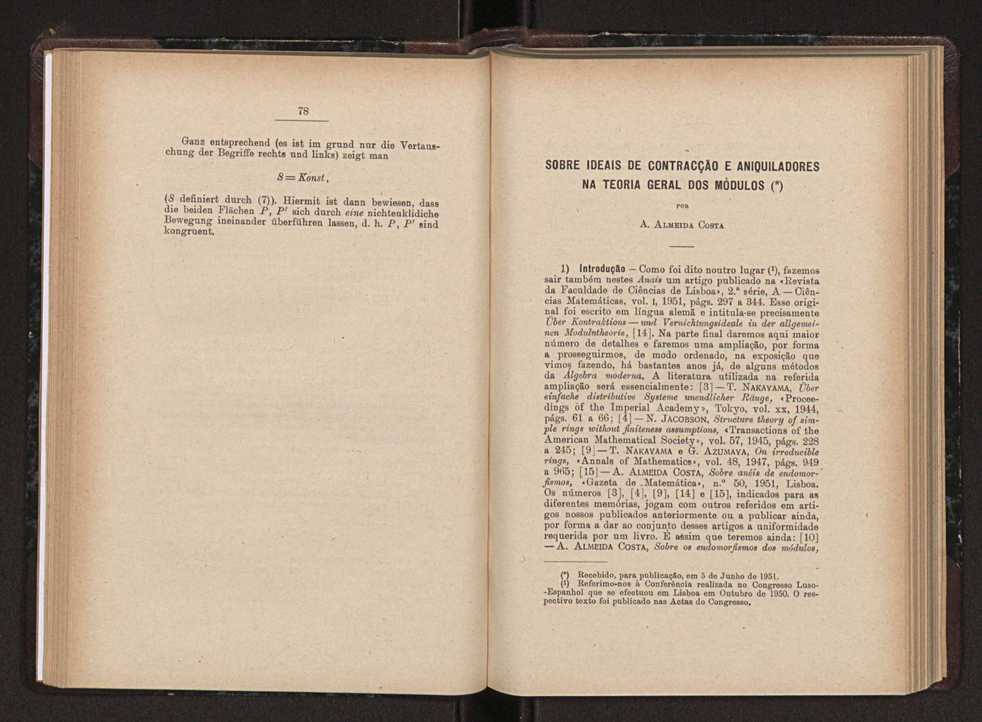 78
Ganz entsprechend (es ist im grund nur die Vertaus-
chung der Begriffe rechts und links) zeigt man
S = Konst,
(S definiert durch (7)). Hiermit ist dann bewiesen, dass
die beiden Flächen P, P' sich durch eine nichteuklidiche
Bewegung ineinander überführen lassen, d. h. P, P' sind
kongruent.
SOBRE IDEAIS DE CONTRACÇÃO E ANIQUILADORES
NA TEORIA GERAL DOS MÓDULOS (*)
POR
A. ALMEIDA COSTA
1) Introdução — Como foi dito noutro lugar (¹), fazemos
sair também nestes Anais um artigo publicado na «Revista
da Faculdade de Ciências de Lisboa», 2.ª série, A — Ciên-
cias Matemáticas, vol. I, 1951, págs. 297 a 344. Esse origi-
nal foi escrito em língua alemã e intitula-se precisamente
Über Kontraktions — und Vernichtungsideale in der allgemei-
nen Modulntheorie, [14]. Na parte final daremos aqui maior
número de detalhes e faremos uma ampliação, por forma
a prosseguirmos, de modo ordenado, na exposição que
vimos fazendo, há bastantes anos já, de alguns métodos
da Álgebra moderna. A literatura utilizada na referida
ampliação será essencialmente: [3] — T. NAKAYAMA, Über
einfache distributive Systeme unendlicher Ränge, «Procee-
dings of the Imperial Academy», Tokyo, vol. XX, 1944,
págs. 61 a 66; [4] — N. JACOBSON, Structure theory of sim-
ple rings without finiteness assumptions, «Transactions of the
American Mathematical Society», vol. 57, 1945, págs. 228
a 245; [9] — T. NAKAYAMA e G. AZUMAYA, On irreducible
rings, «Annals of Mathematics», vol. 48, 1947, págs. 949
a 965; [15] — A. ALMEIDA COSTA, Sobre anéis de endomor-
fismos, «Gazeta de Matemática», n.º 50, 1951, Lisboa.
Os números [3], [4], [9], [14] e [15], indicados para as
diferentes memórias, jogam com outros referidos em arti-
gos nossos publicados anteriormente ou a publicar ainda,
por forma a dar ao conjunto desses artigos a uniformidade
requerida por um livro. É assim que teremos ainda: [10]
— A. ALMEIDA COSTA, Sobre os endomorfismos dos módulos,
(*) Recebido, para publicação, em 5 de Junho de 1951.
(¹) Referimo-nos à Conferência realizada no Congresso Luso-
-Espanhol que se efectuou em Lisboa em Outubro de 1950. O res-
pectivo texto foi publicado nas Actas do Congresso.